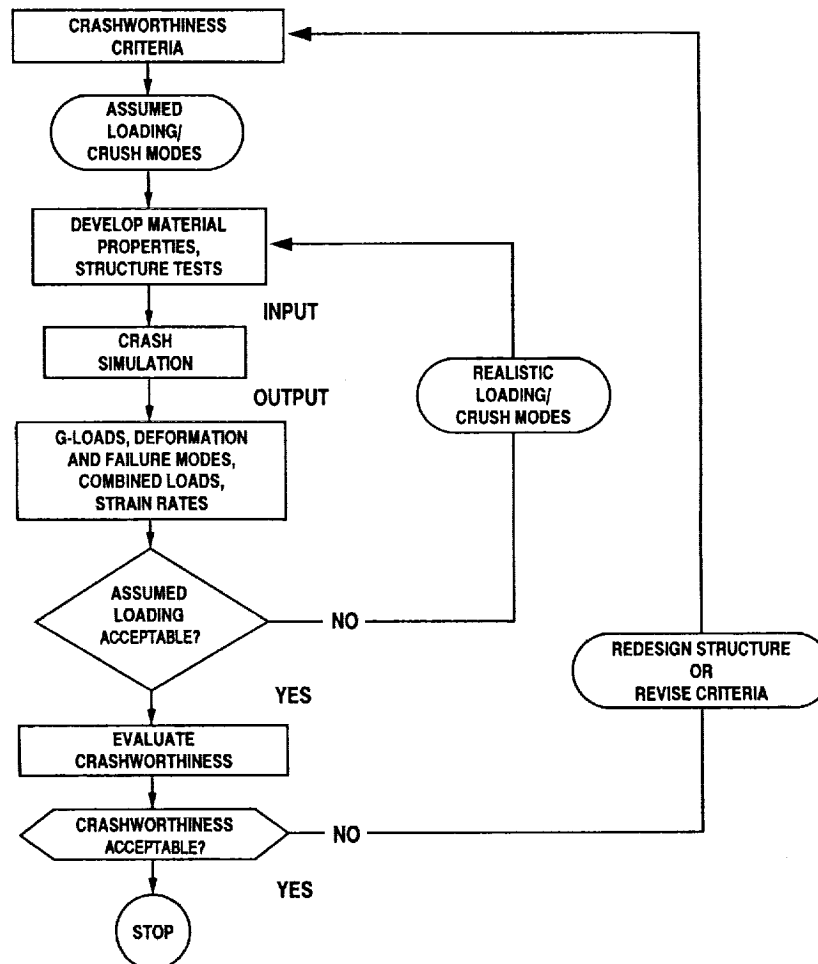 CRASHWORTHINESS
CRITERIA
ASSUMED
LOADING/
CRUSH MODES
DEVELOP MATERIAL
PROPERTIES,
STRUCTURE TESTS
INPUT
CRASH
SIMULATION
OUTPUT
REALISTIC
LOADING/
CRUSH MODES
G-LOADS, DEFORMATION
AND FAILURE MODES,
COMBINED LOADS,
STRAIN RATES
ASSUMED
LOADING
ACCEPTABLE?
NO
REDESIGN STRUCTURE
OR
REVISE CRITERIA
YES
EVALUATE
CRASHWORTHINESS
CRASHWORTHINESS
ACCEPTABLE?
NO
YES
STOP